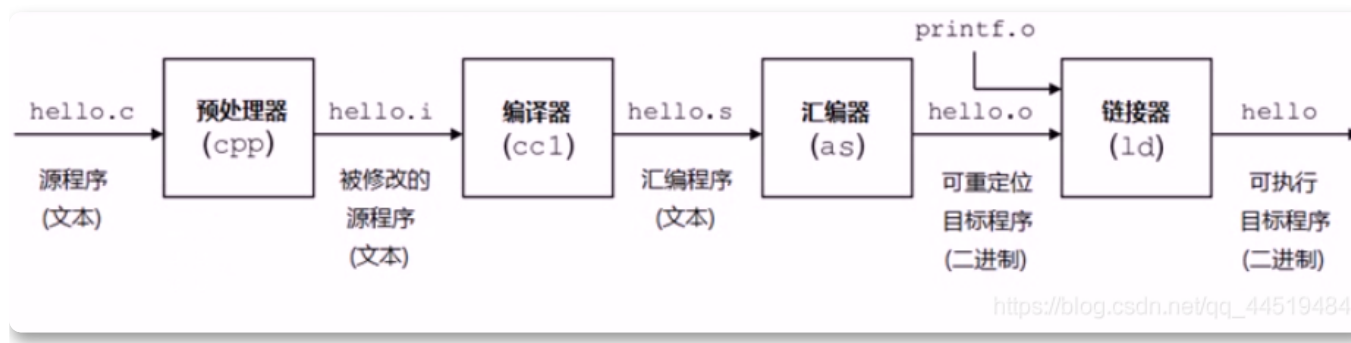 printf.o
hello.c
预处理器
(cpp)
hello.i
编译器
(cc1)
hello.s
汇编器
(as)
hello.o
链接器
(ld)
hello
源程序
(文本)
被修改的
源程序
(文本)
汇编程序
(文本)
可重定位
目标程序
(二进制)
可执行
目标程序
(二进制)
https://blog.csdn.net/qq_44519484